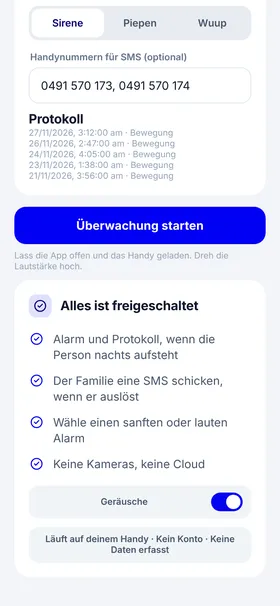 Sirene
Piepen
Wuup
Handynummern für SMS (optional)
0491 570 173, 0491 570 174
Protokoll
27/11/2026, 3:12:00 am · Bewegung
26/11/2026, 2:47:00 am · Bewegung
24/11/2026, 4:05:00 am · Bewegung
23/11/2026, 1:38:00 am · Bewegung
21/11/2026, 3:56:00 am · Bewegung
Überwachung starten
Lass die App offen und das Handy geladen. Dreh die
Lautstärke hoch.
Alles ist freigeschaltet
Alarm und Protokoll, wenn die
Person nachts aufsteht
Der Familie eine SMS schicken,
wenn er auslöst
Wähle einen sanften oder lauten
Alarm
Keine Kameras, keine Cloud
Geräusche
Läuft auf deinem Handy · Kein Konto · Keine
Daten erfasst